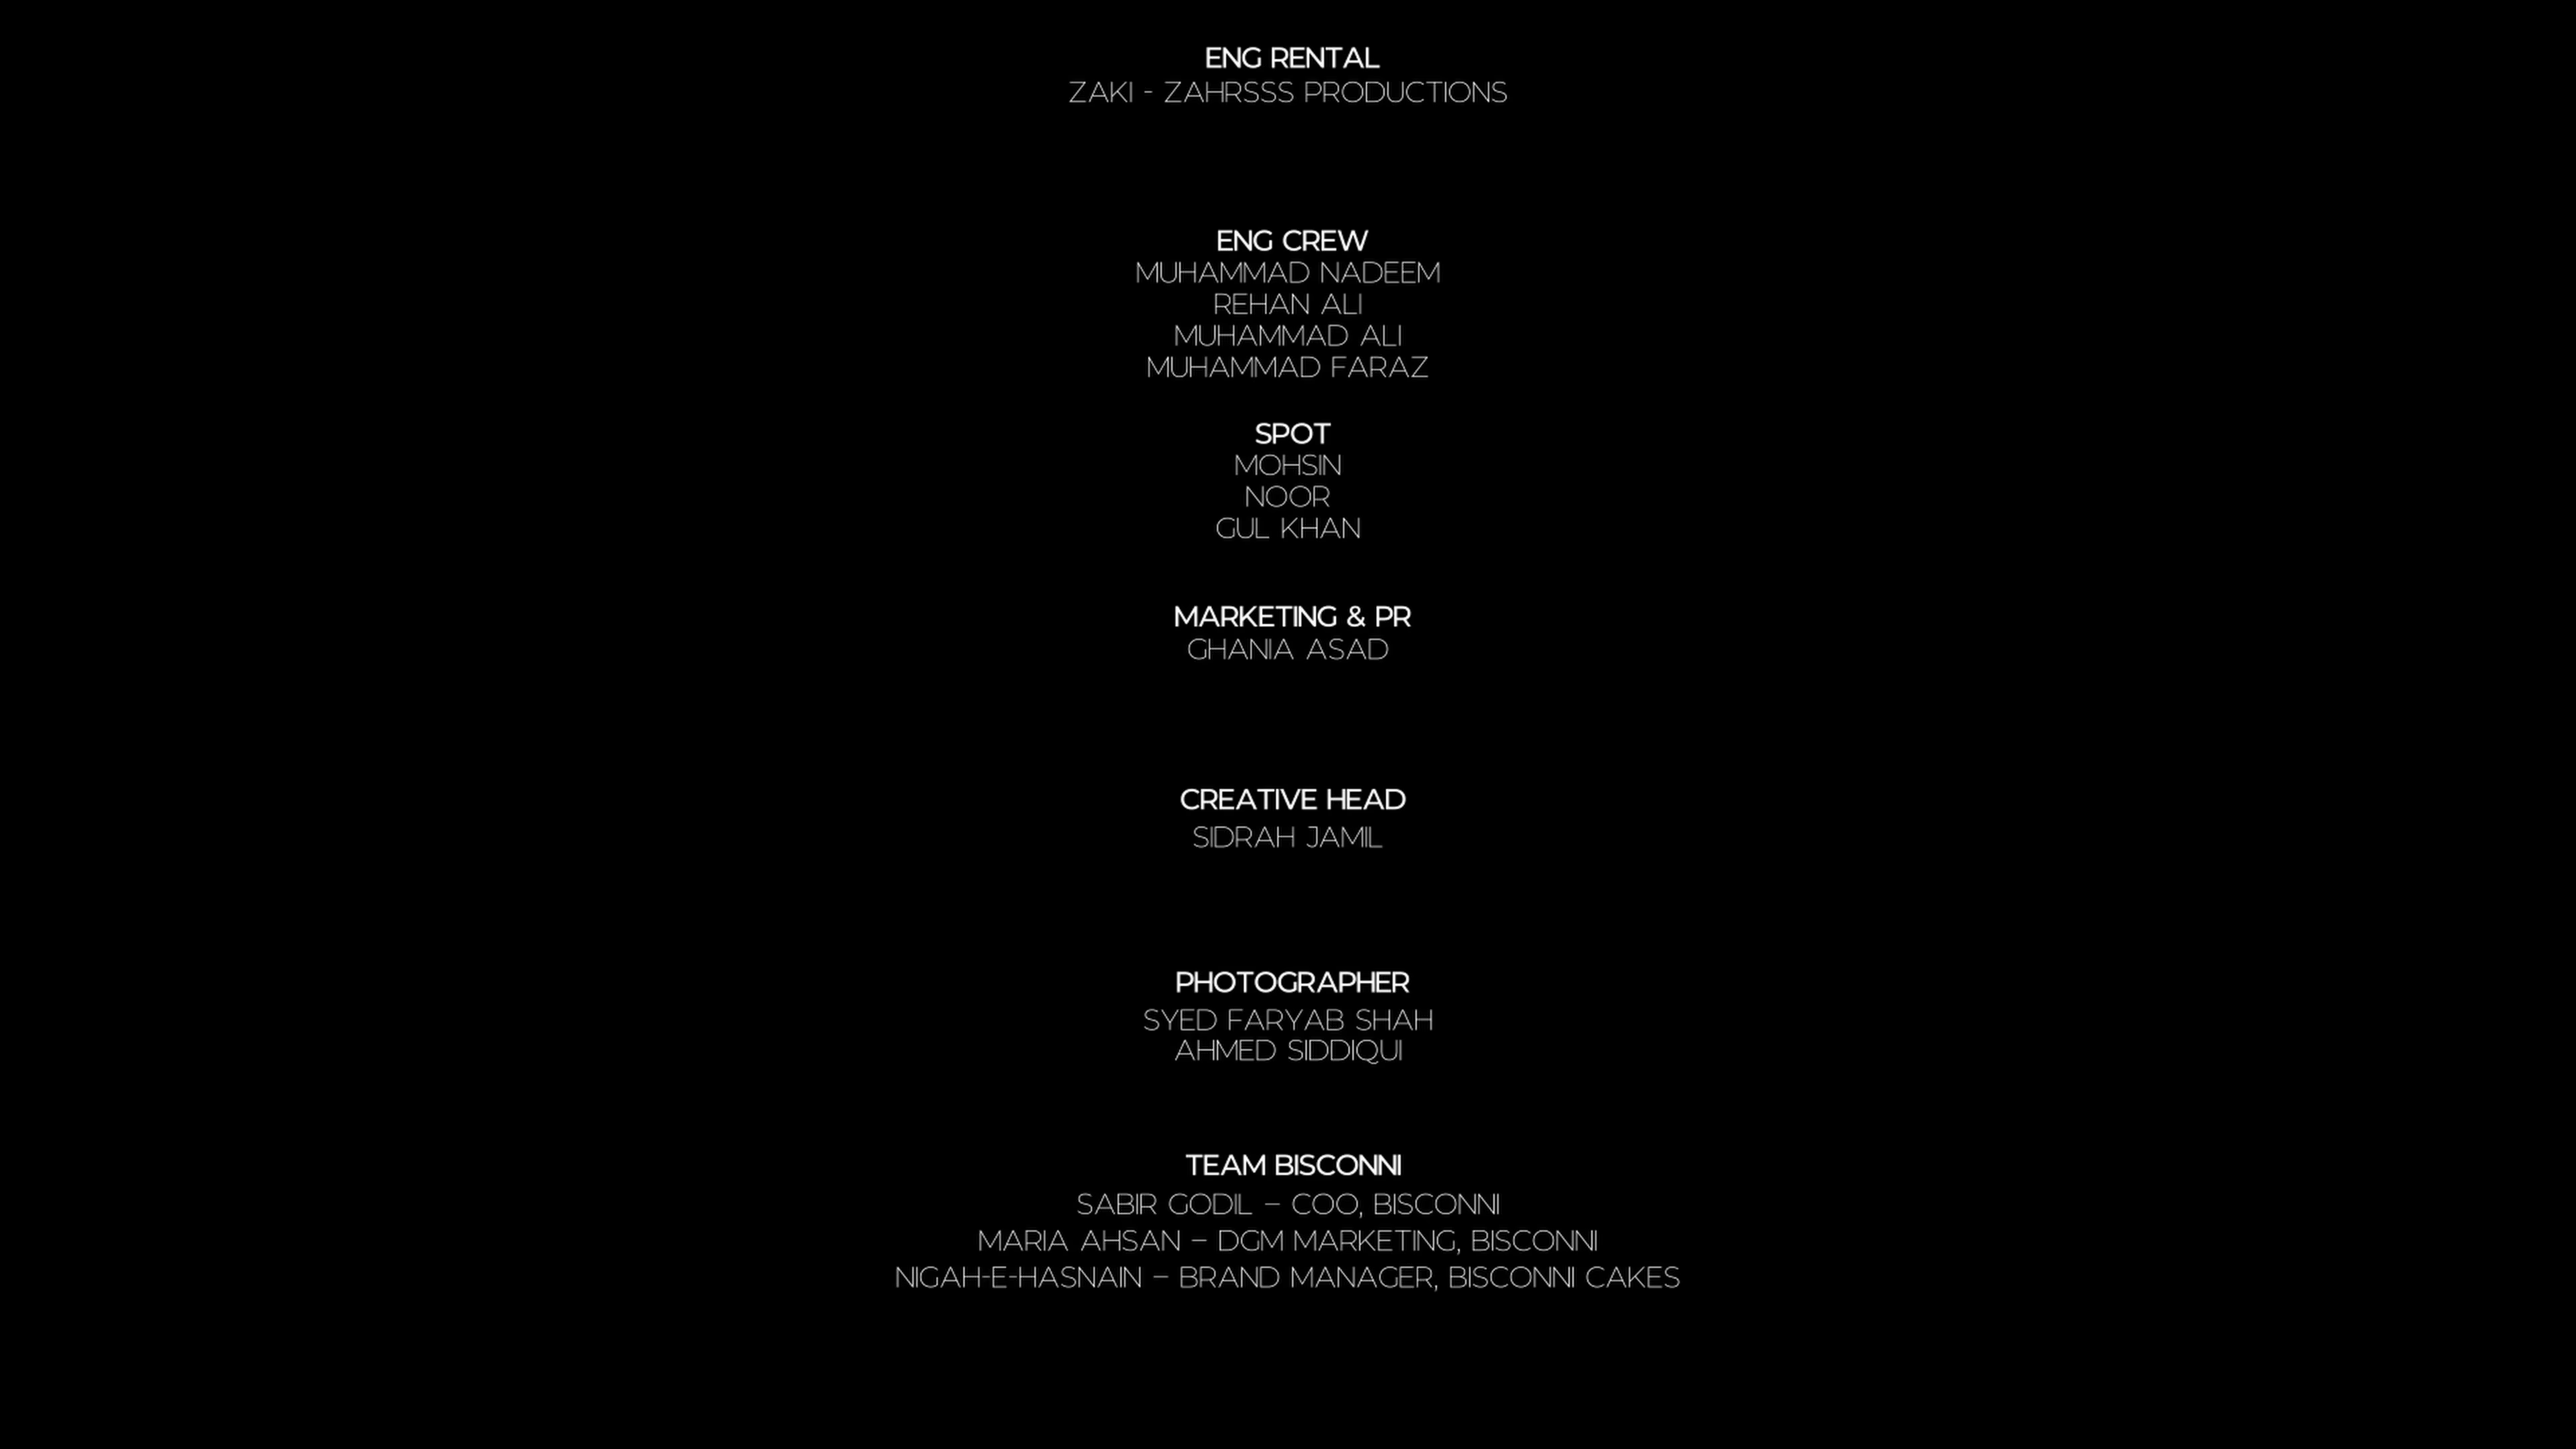 ENG RENTAL
ZAKI - ZAHRSSS PRODUCTIONS
ENG CREW
MUHAMMAD NADEEM
REHAN ALI
MUHAMMAD ALI
MUHAMMAD FARAZ
SPOT
MOHSIN
NOOR
GUL KHAN
MARKETING & PR
GHANIA ASAD
CREATIVE HEAD
SIDRAH JAMIL
PHOTOGRAPHER
SYED FARYAB SHAH
AHMED SIDDIQUI
TEAM BISCONNI
SABIR GODIL – COO, BISCONNI
MARIA AHSAN – DGM MARKETING, BISCONNI
NIGAH-E-HASNAIN – BRAND MANAGER, BISCONNI CAKES